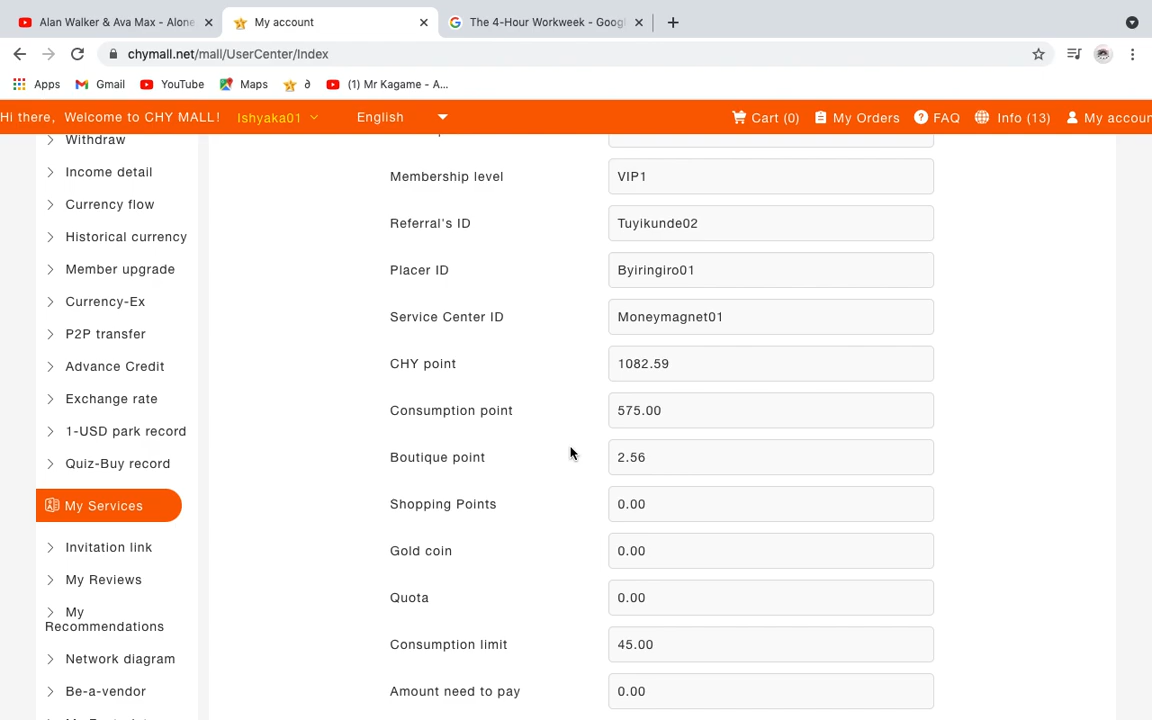 Alan Walker & Ava Max - Alone
My account
The 4-Hour Workweek - Googl
chymall.net/mall/UserCenter/Index
Apps Gmail YouTube Maps ∂ (1) Mr Kagame - A...
Hi there, Welcome to CHY MALL! Ishyaka01 English Cart (0) My Orders FAQ Info (13) My accoun
Withdraw
Income detail
Currency flow
Historical currency
Member upgrade
Currency-Ex
P2P transfer
Advance Credit
Exchange rate
1-USD park record
Quiz-Buy record
My Services
Invitation link
My Reviews
My
Recommendations
Network diagram
Be-a-vendor
Membership level VIP1
Referral's ID Tuyikunde02
Placer ID Byiringiro01
Service Center ID Moneymagnet01
CHY point 1082.59
Consumption point 575.00
Boutique point 2.56
Shopping Points 0.00
Gold coin 0.00
Quota 0.00
Consumption limit 45.00
Amount need to pay 0.00